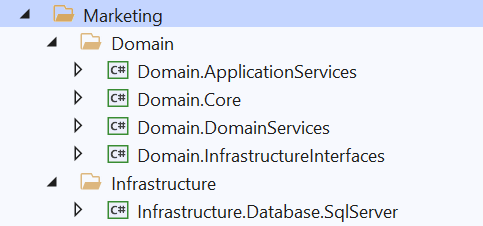 Marketing
Domain
C# Domain.ApplicationServices
C# Domain.Core
C# Domain.DomainServices
C# Domain.InfrastructureInterfaces
Infrastructure
C# Infrastructure.Database.SqlServer